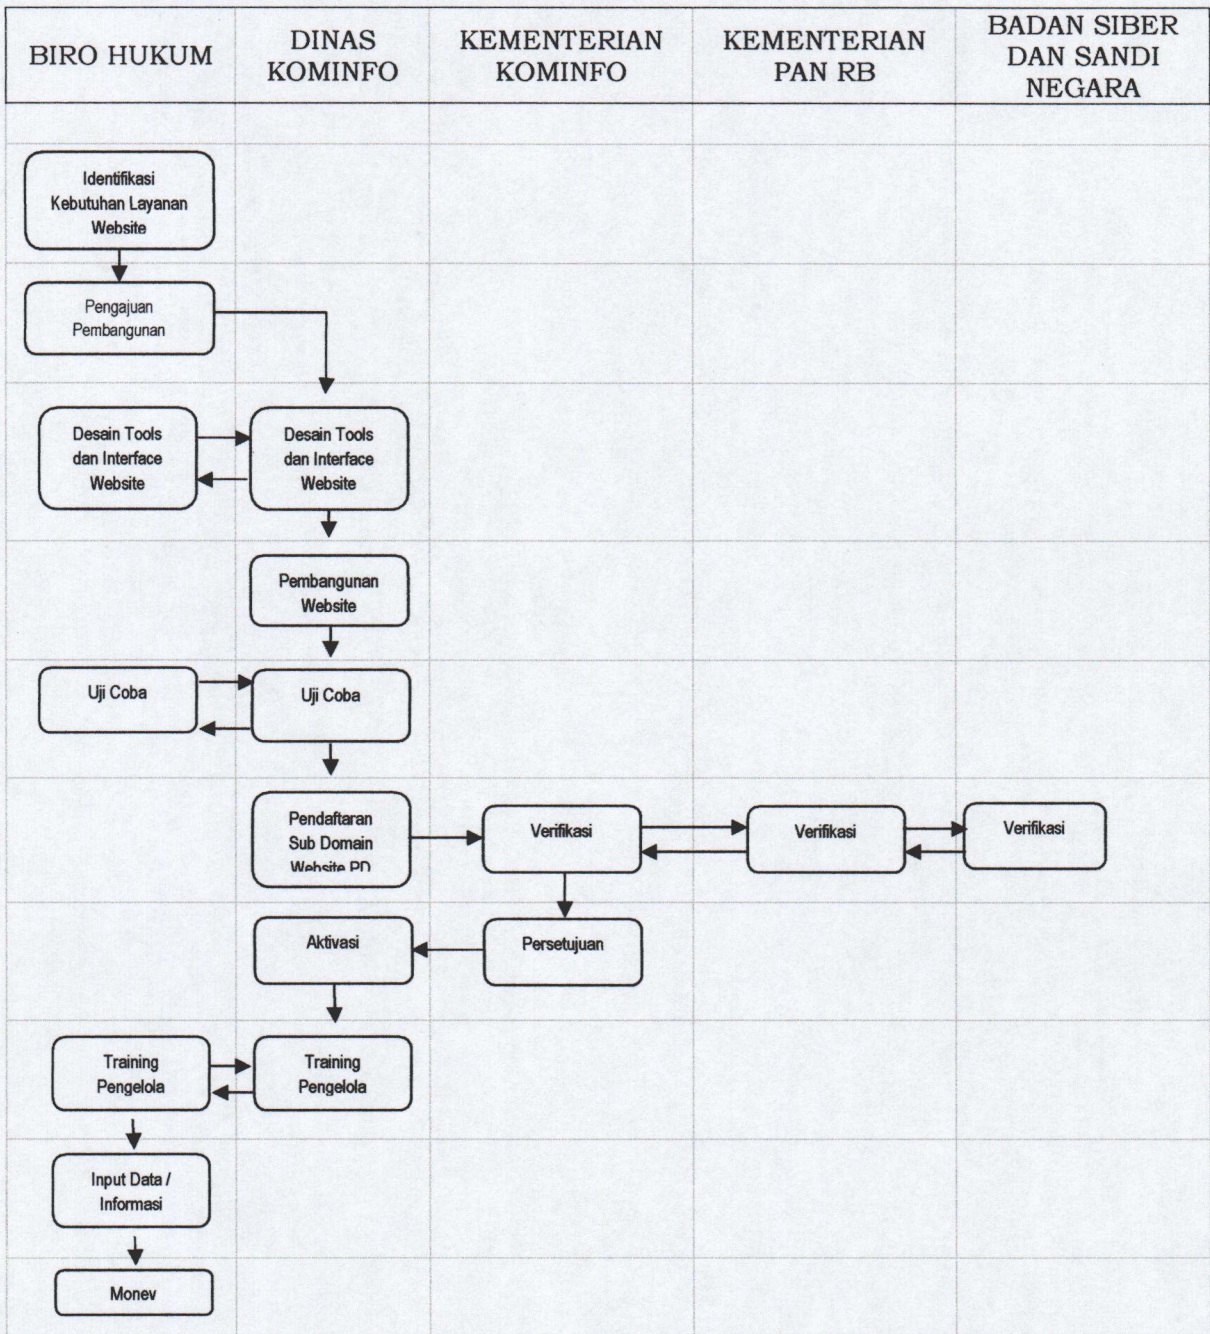 BIRO HUKUM
DINAS
KOMINFO
KEMENTERIAN
KOMINFO
KEMENTERIAN
PAN RB
BADAN SIBER
DAN SANDI
NEGARA
Identifikasi
Kebutuhan Layanan
Website
Pengajuan
Pembangunan
Desain Tools
dan Interface
Website
Desain Tools
dan Interface
Website
Pembangunan
Website
Uji Coba
Uji Coba
Pendaftaran
Sub Domain
Website PD
Verifikasi
Verifikasi
Verifikasi
Aktivasi
Persetujuan
Training
Pengelola
Training
Pengelola
Input Data /
Informasi
Monev